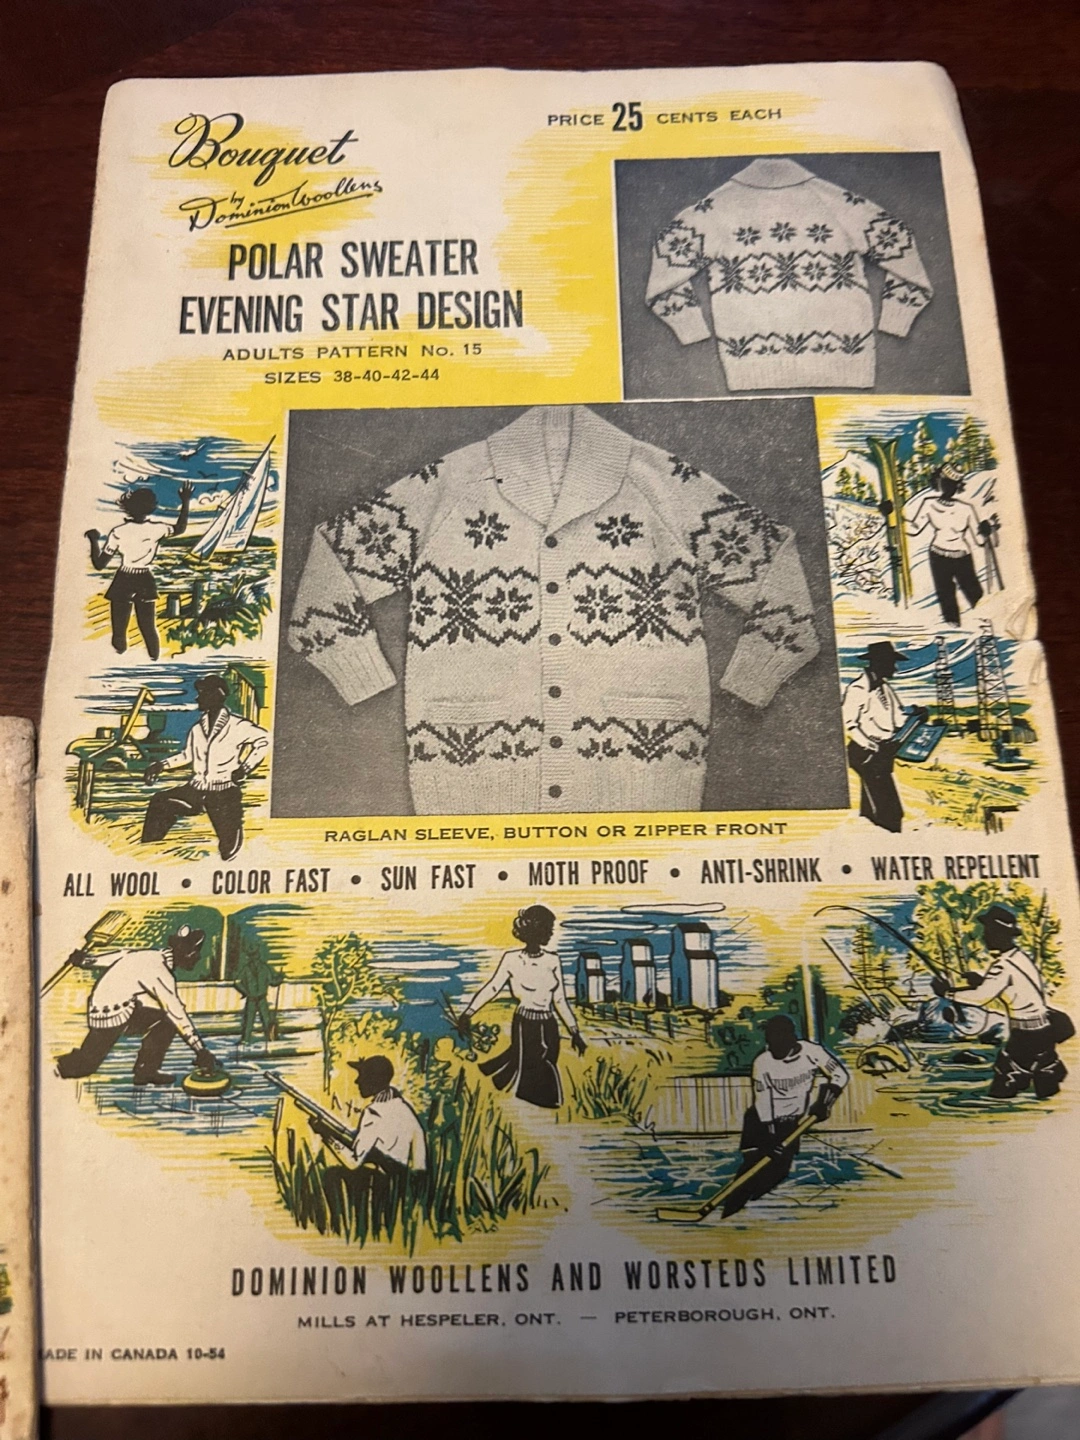 Bouquet
by
Dominion Woollens
PRICE 25 CENTS EACH
POLAR SWEATER
EVENING STAR DESIGN
ADULTS PATTERN No. 15
SIZES 38-40-42-44
RAGLAN SLEEVE, BUTTON OR ZIPPER FRONT
ALL WOOL • COLOR FAST • SUN FAST • MOTH PROOF • ANTI-SHRINK • WATER REPELLENT
DOMINION WOOLLENS AND WORSTEDS LIMITED
MILLS AT HESPELER, ONT. — PETERBOROUGH, ONT.
ADE IN CANADA 10-54